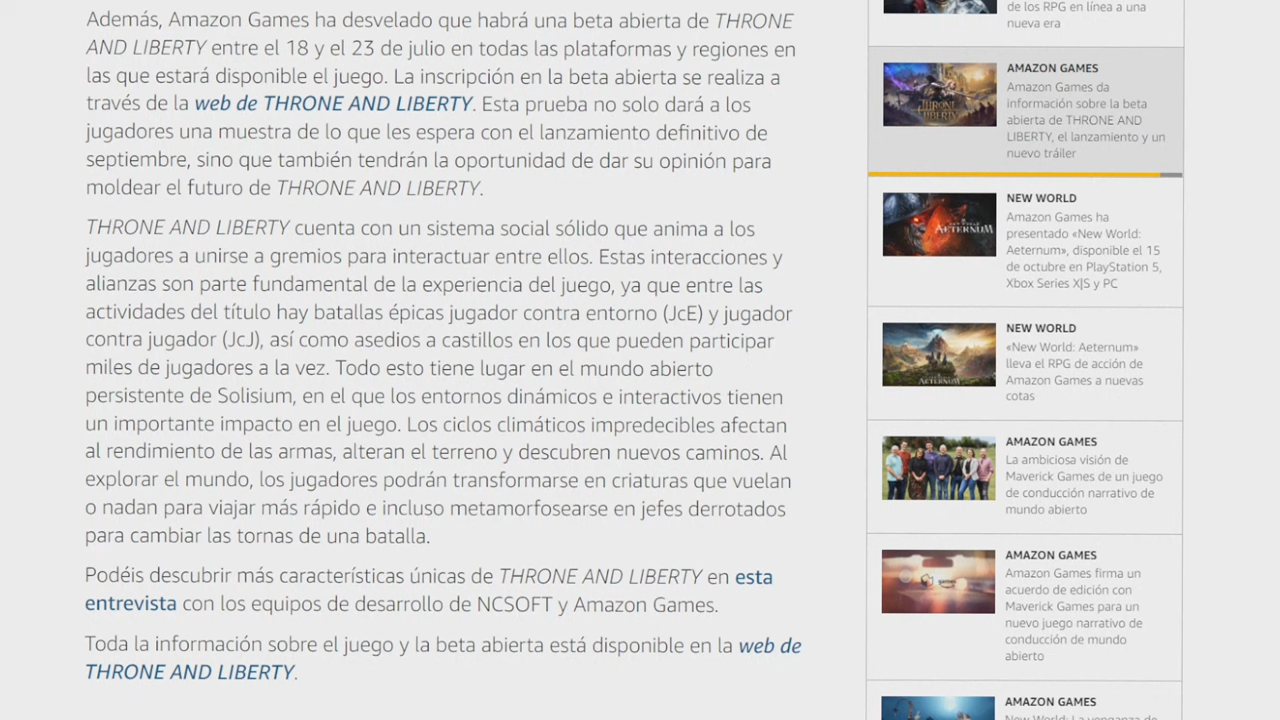 Además, Amazon Games ha desvelado que habrá una beta abierta de THRONE
AND LIBERTY entre el 18 y el 23 de julio en todas las plataformas y regiones en
las que estará disponible el juego. La inscripción en la beta abierta se realiza a
través de la web de THRONE AND LIBERTY. Esta prueba no solo dará a los
jugadores una muestra de lo que les espera con el lanzamiento definitivo de
septiembre, sino que también tendrán la oportunidad de dar su opinión para
moldear el futuro de THRONE AND LIBERTY.
THRONE AND LIBERTY cuenta con un sistema social sólido que anima a los
jugadores a unirse a gremios para interactuar entre ellos. Estas interacciones y
alianzas son parte fundamental de la experiencia del juego, ya que entre las
actividades del título hay batallas épicas jugador contra entorno (JcE) y jugador
contra jugador (JcJ), así como asedios a castillos en los que pueden participar
miles de jugadores a la vez. Todo esto tiene lugar en el mundo abierto
persistente de Solisium, en el que los entornos dinámicos e interactivos tienen
un importante impacto en el juego. Los ciclos climáticos impredecibles afectan
al rendimiento de las armas, alteran el terreno y descubren nuevos caminos. Al
explorar el mundo, los jugadores podrán transformarse en criaturas que vuelan
o nadan para viajar más rápido e incluso metamorfosearse en jefes derrotados
para cambiar las tornas de una batalla.
Podéis descubrir más características únicas de THRONE AND LIBERTY en esta
entrevista con los equipos de desarrollo de NCSOFT y Amazon Games.
Toda la información sobre el juego y la beta abierta está disponible en la web de
THRONE AND LIBERTY.
de los RPG en línea a una
nueva era
THRONE
LIBERTY
AMAZON GAMES
Amazon Games da
información sobre la beta
abierta de THRONE AND
LIBERTY, el lanzamiento y un
nuevo tráiler
AETERNUM
NEW WORLD
Amazon Games ha
presentado «New World:
Aeternum», disponible el 15
de octubre en PlayStation 5,
Xbox Series X|S y PC
AETERNUM
NEW WORLD
«New World: Aeternum»
lleva el RPG de acción de
Amazon Games a nuevas
cotas
AMAZON GAMES
La ambiciosa visión de
Maverick Games de un juego
de conducción narrativo de
mundo abierto
AMAZON GAMES
Amazon Games firma un
acuerdo de edición con
Maverick Games para un
nuevo juego narrativo de
conducción de mundo
abierto
AMAZON GAMES
New World: La venganza de